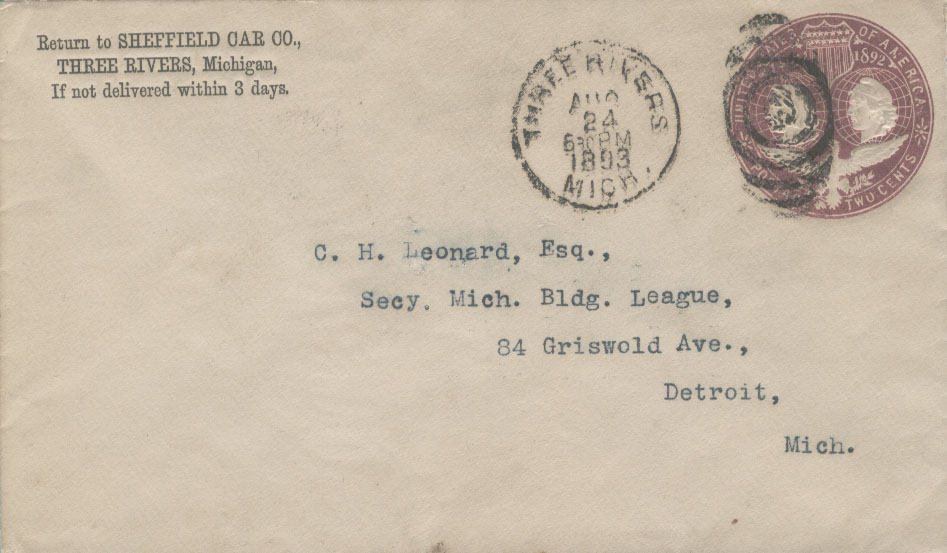 Return to SHEFFIELD CAR CO.,
THREE RIVERS, Michigan,
If not delivered within 3 days.
THREE RIVERS
AUG
24
630PM
1893
MICH.
UNITED STATES OF AMERICA
1892
TWO CENTS
C. H. Leonard, Esq.,
Secy. Mich. Bldg. League,
84 Griswold Ave.,
Detroit,
Mich.